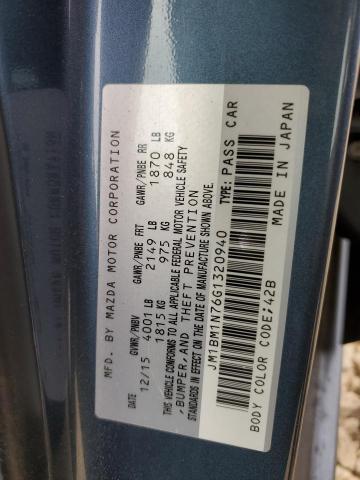 MFD. BY MAZDA MOTOR CORPORATION
DATE GVWR/PNBV GAWR/PNBE FRT GAWR/PNBE RR
12/15 4001 LB 2149 LB 1870 LB
1815 KG 975 KG 848 KG
THIS VEHICLE CONFORMS TO ALL APPLICABLE FEDERAL MOTOR VEHICLE SAFETY
,BUMPER,AND THEFT PREVENTION
STANDARDS IN EFFECT ON THE DATE OF MANUFACTURE SHOWN ABOVE.
JM1BM1N76G1320940 TYPE:PASS CAR
BODY COLOR CODE;42B MADE IN JAPAN